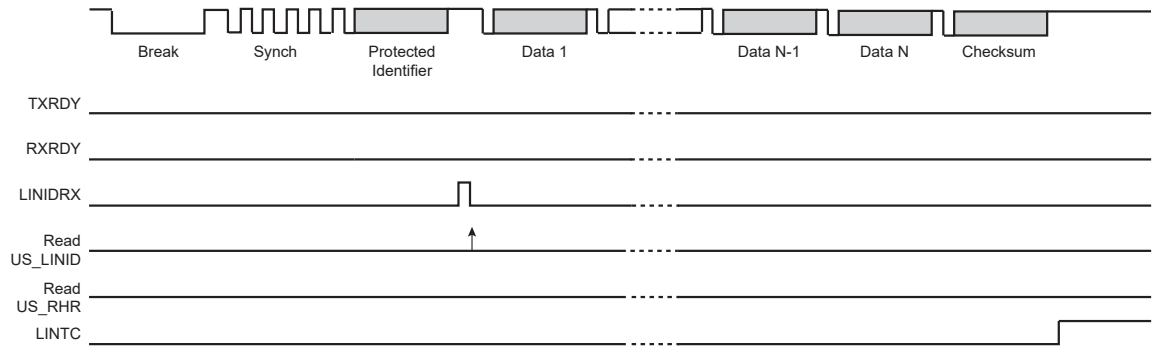 Break
Synch
Protected
Identifier
Data 1
Data N-1
Data N
Checksum
TXRDY
RXRDY
LINIDRX
Read
US_LINID
Read
US_RHR
LINTC